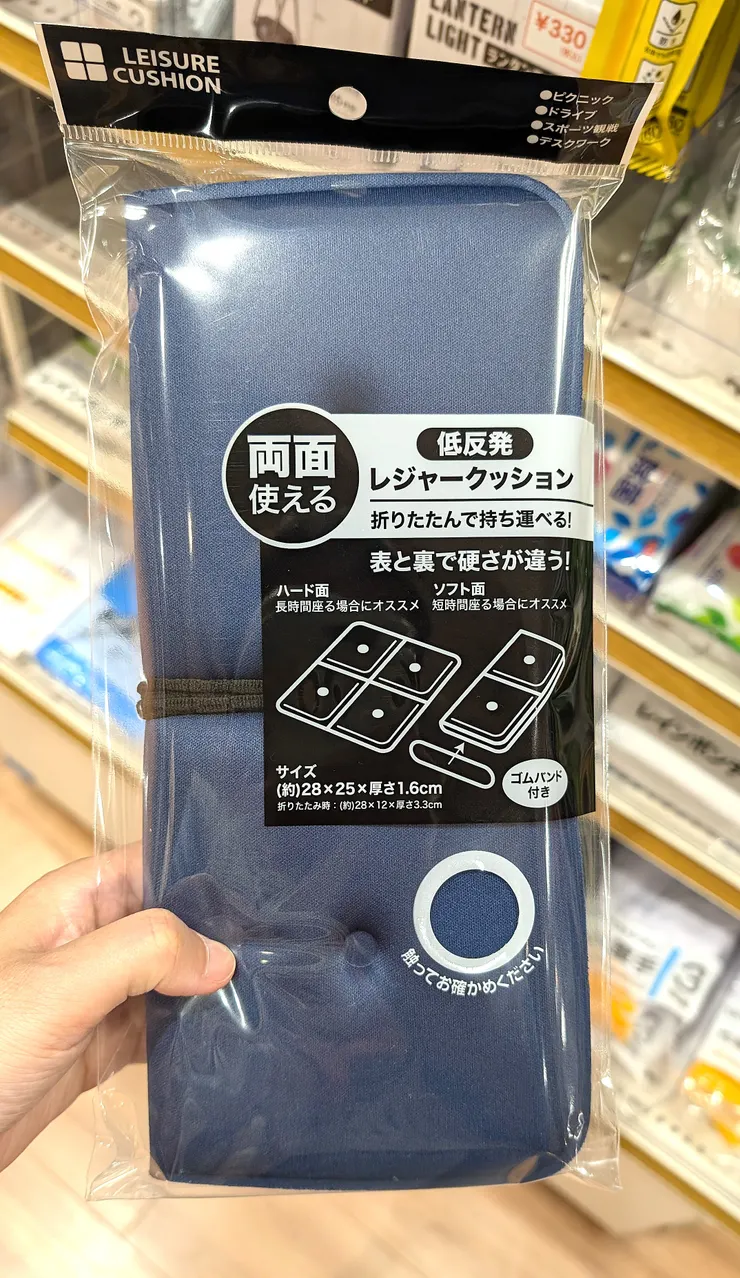 LEISURE
CUSHION
●ピクニック
●ドライブ
●スポーツ観戦
●デスクワーク
LANTERN
LIGHT
¥330
両面
使える
低反発
レジャークッション
折りたたんで持ち運べる!
表と裏で硬さが違う!
ハード面
長時間座る場合にオススメ
ソフト面
短時間座る場合にオススメ
サイズ
(約)28×25×厚さ1.6cm
折りたたみ時：(約)28×12×厚さ3.3cm
ゴムバンド
付き
触ってお確かめください